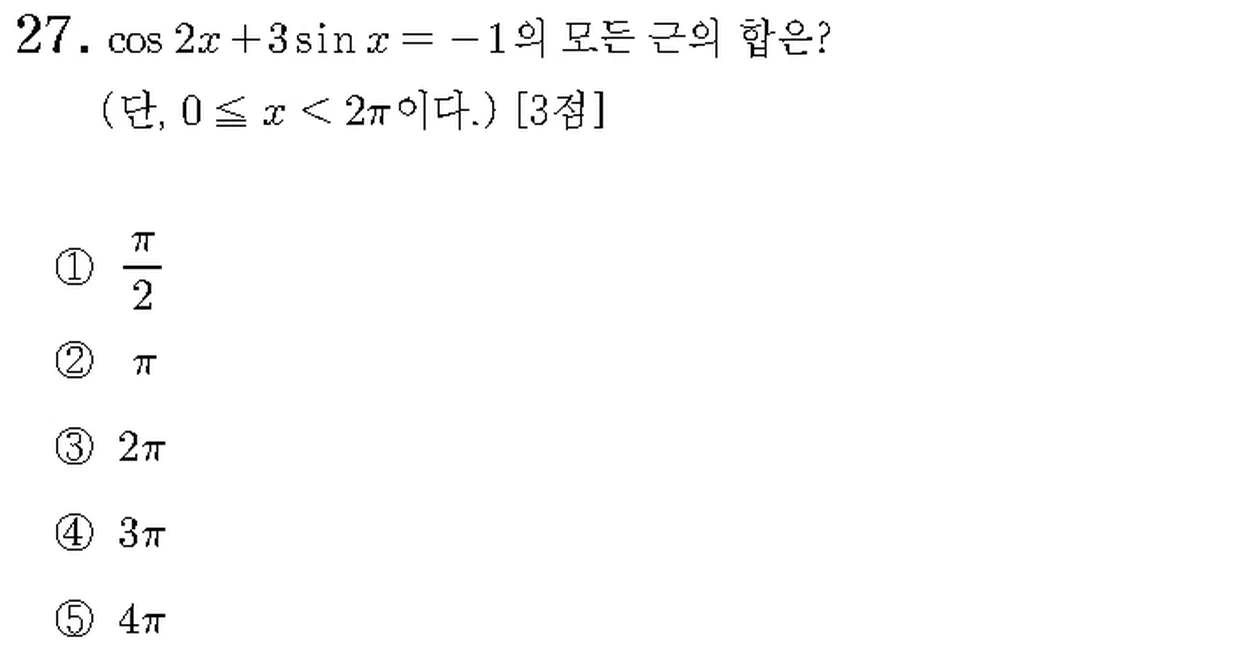 27. cos 2x + 3 sin x = −1의 모든 근의 합은?
(단, 0 ≦ x < 2π이다.) [3점]
① π/2
② π
③ 2π
④ 3π
⑤ 4π